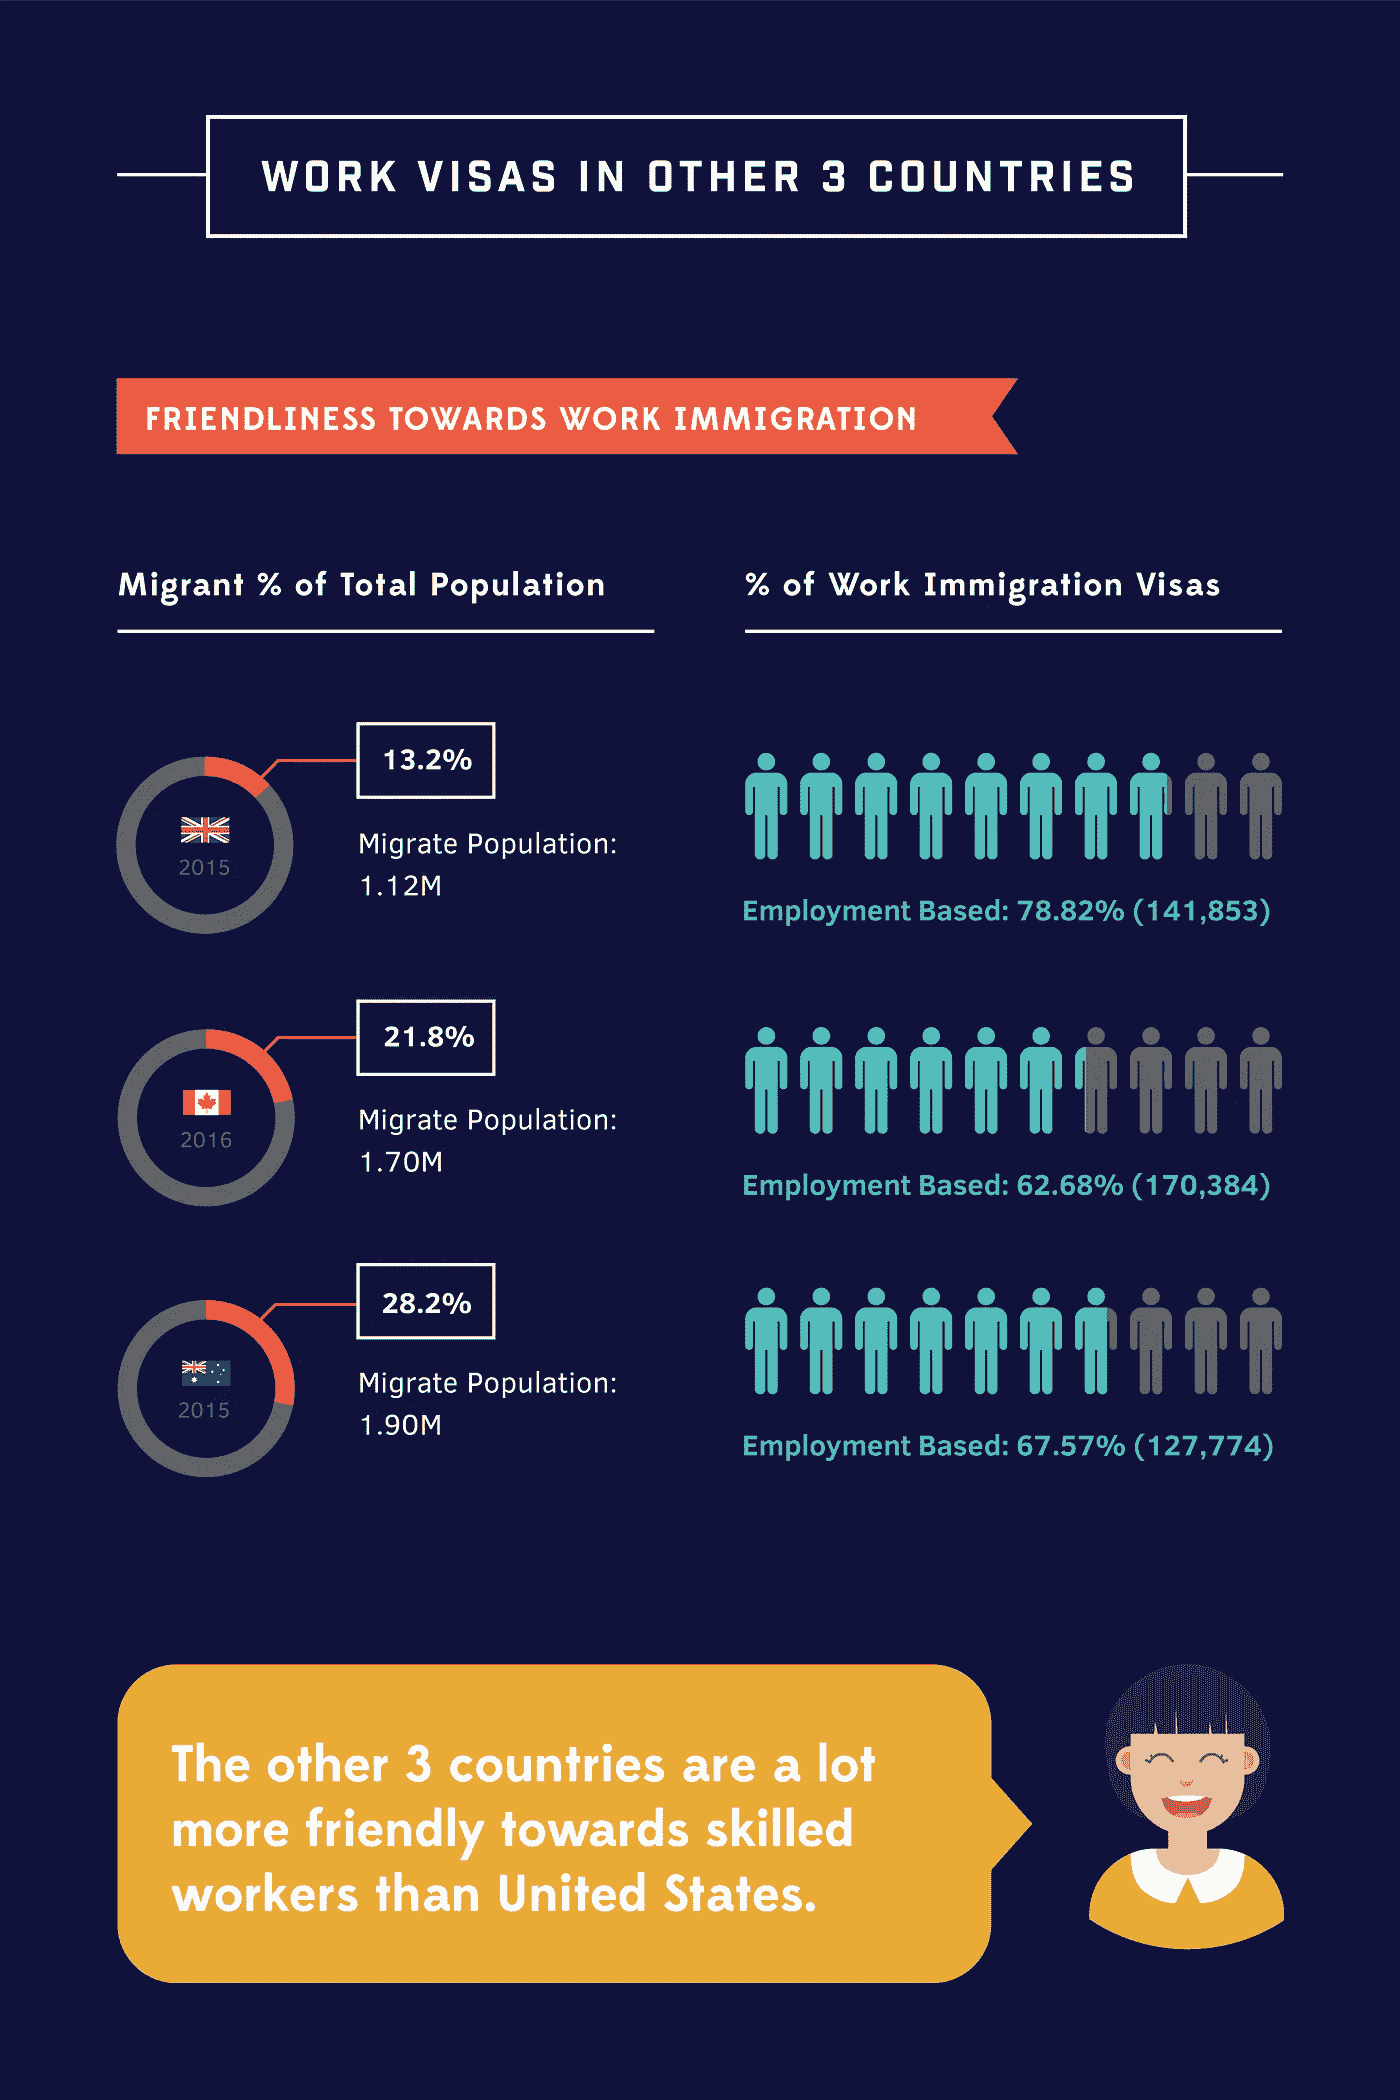 WORK VISAS IN OTHER 3 COUNTRIES
FRIENDLINESS TOWARDS WORK IMMIGRATION
Migrant % of Total Population
% of Work Immigration Visas
13.2%
2015
Migrate Population:
1.12M
Employment Based: 78.82% (141,853)
21.8%
2016
Migrate Population:
1.70M
Employment Based: 62.68% (170,384)
28.2%
2015
Migrate Population:
1.90M
Employment Based: 67.57% (127,774)
The other 3 countries are a lot
more friendly towards skilled
workers than United States.